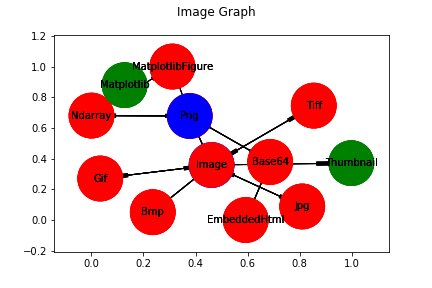 Image Graph
1.2
1.0
0.8
0.6
0.4
0.2
0.0
−0.2
MatplotlibFigure
Matplotlib
Tiff
Ndarray
Png
Image
Base64
Thumbnail
Gif
Bmp
EmbeddedHtml
Jpg
0.0 0.2 0.4 0.6 0.8 1.0